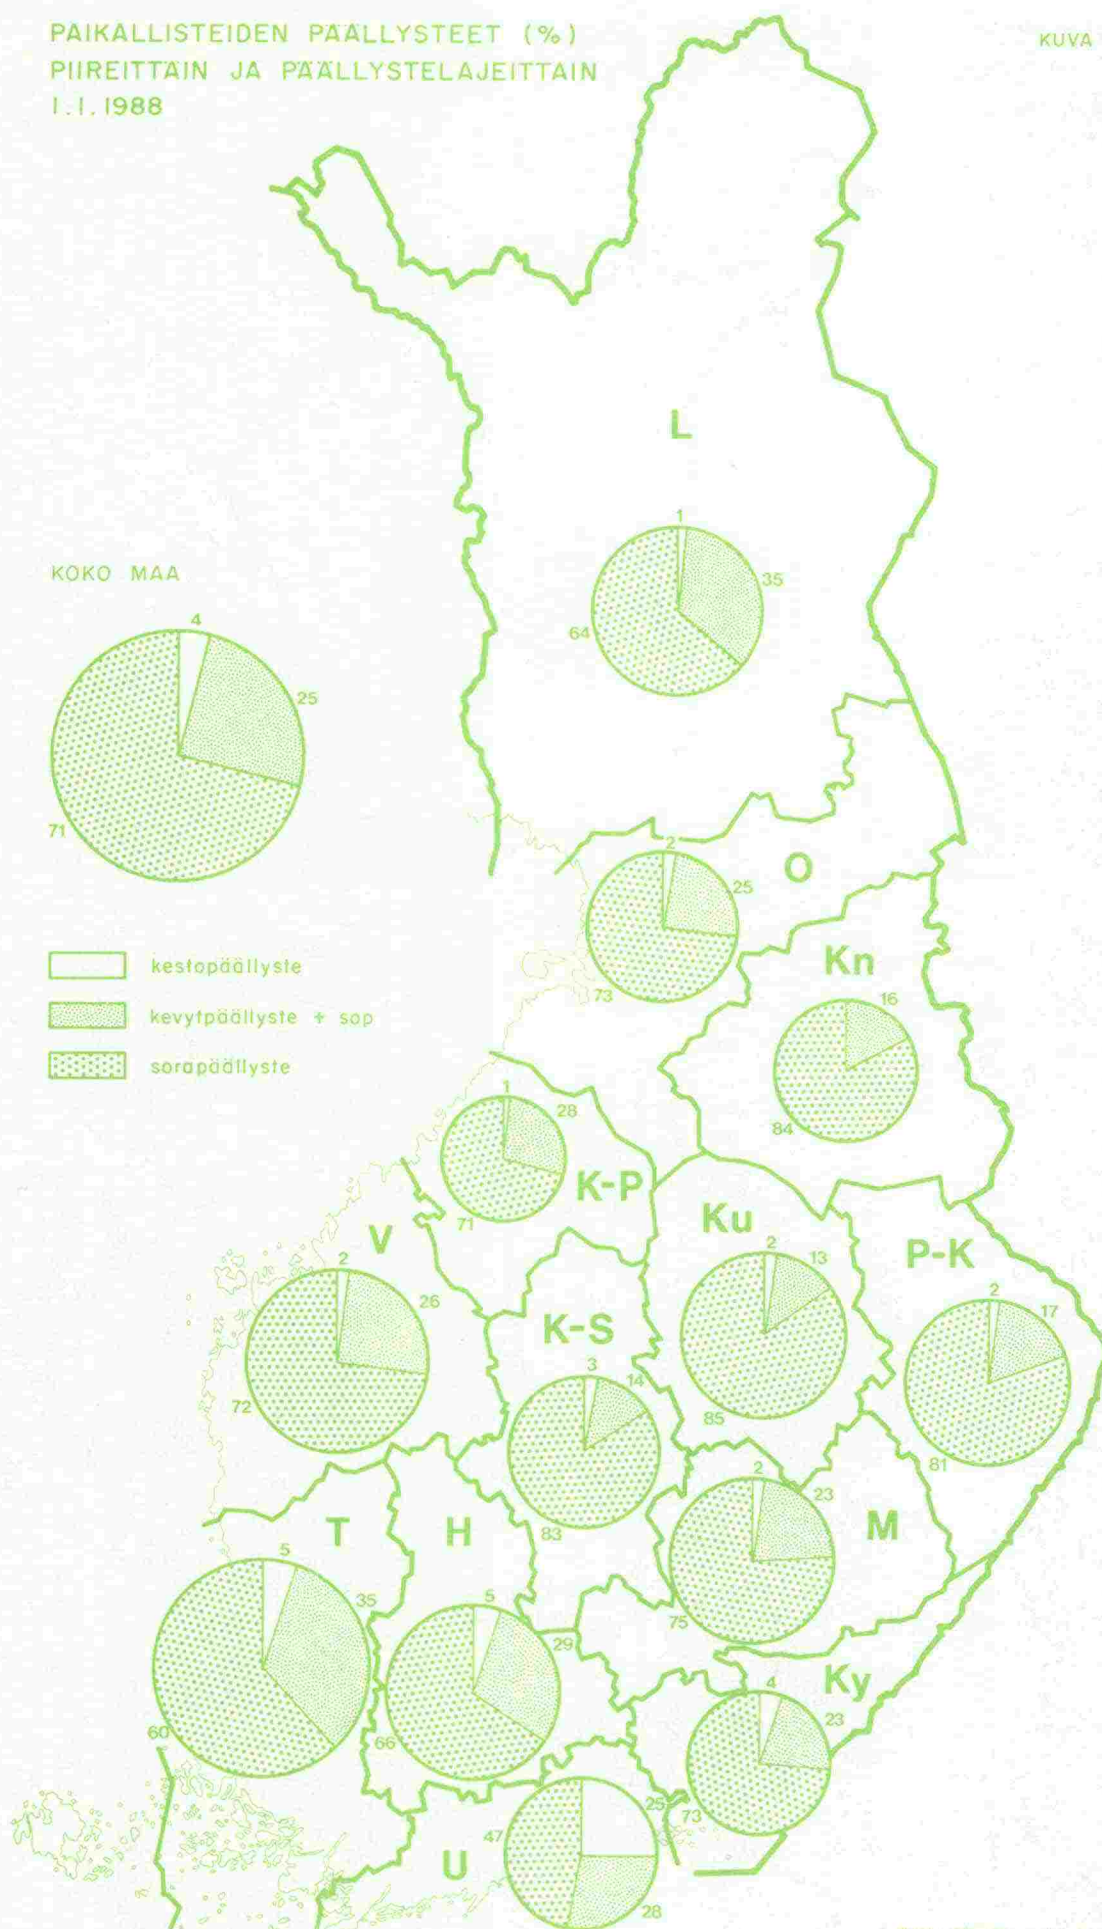 PAIKALLISTEIDEN PÄÄLLYSTEET (%)
PIIREITTÄIN JA PÄÄLLYSTELAJEITTAIN
1.1.1988
KUVA
L
1
35
64
KOKO MAA
4
25
71
O
2
25
73
kestopäällyste
kevytpäällyste + sop
sorapäällyste
Kn
16
84
K-P
1
28
71
V
2
26
72
Ku
2
13
85
P-K
2
17
81
K-S
3
14
83
M
2
23
75
T
5
35
60
H
5
29
66
Ky
4
23
73
U
25
47
28